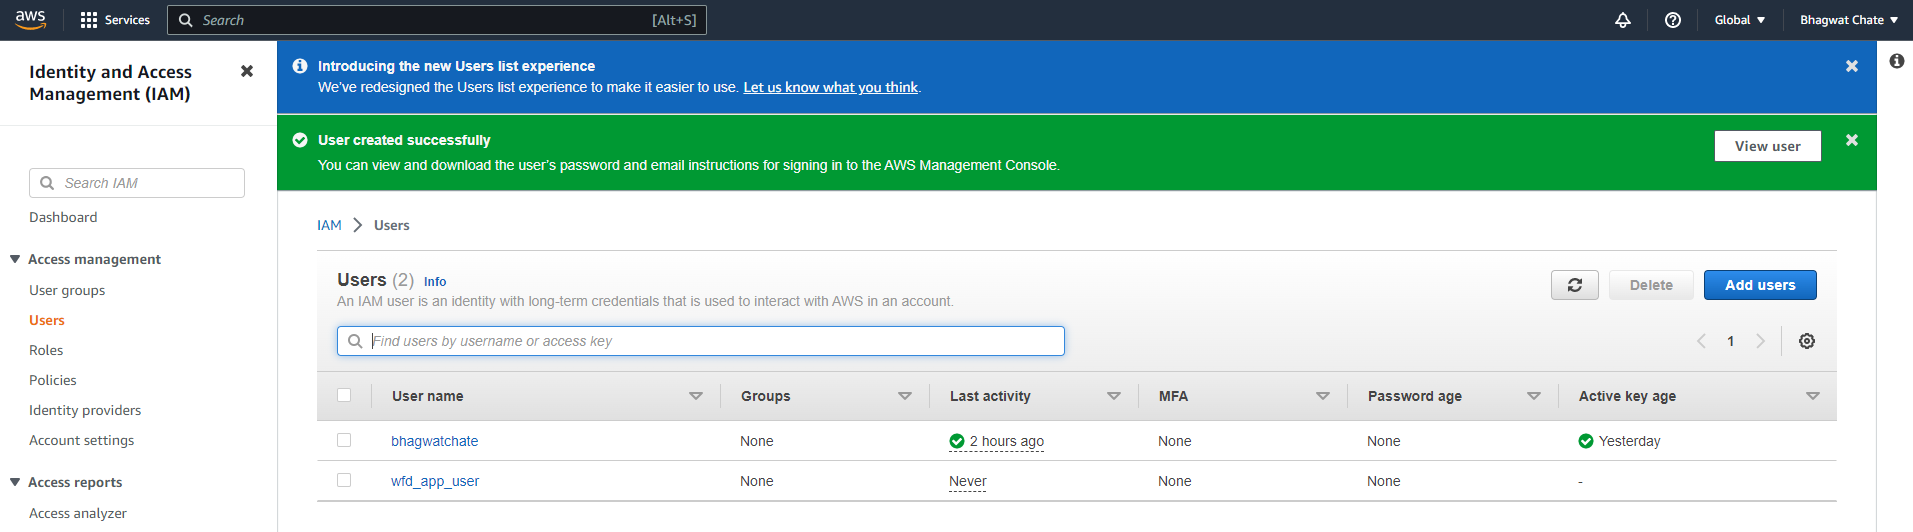 aws
Services
Search
[Alt+S]
Global
Bhagwat Chate
Identity and Access
Management (IAM)
Search IAM
Dashboard
Access management
User groups
Users
Roles
Policies
Identity providers
Account settings
Access reports
Access analyzer
Introducing the new Users list experience
We've redesigned the Users list experience to make it easier to use. Let us know what you think.
User created successfully
You can view and download the user's password and email instructions for signing in to the AWS Management Console.
View user
IAM > Users
Users (2) Info
An IAM user is an identity with long-term credentials that is used to interact with AWS in an account.
Delete
Add users
Find users by username or access key
1
User name Groups Last activity MFA Password age Active key age
bhagwatchate None 2 hours ago None None Yesterday
wfd_app_user None Never None None -